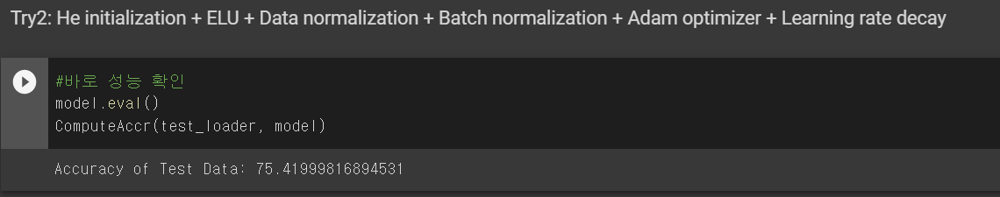 Try2: He initialization + ELU + Data normalization + Batch normalization + Adam optimizer + Learning rate decay
#바로 성능 확인
model.eval()
ComputeAccr(test_loader, model)
Accuracy of Test Data: 75.41999816894531